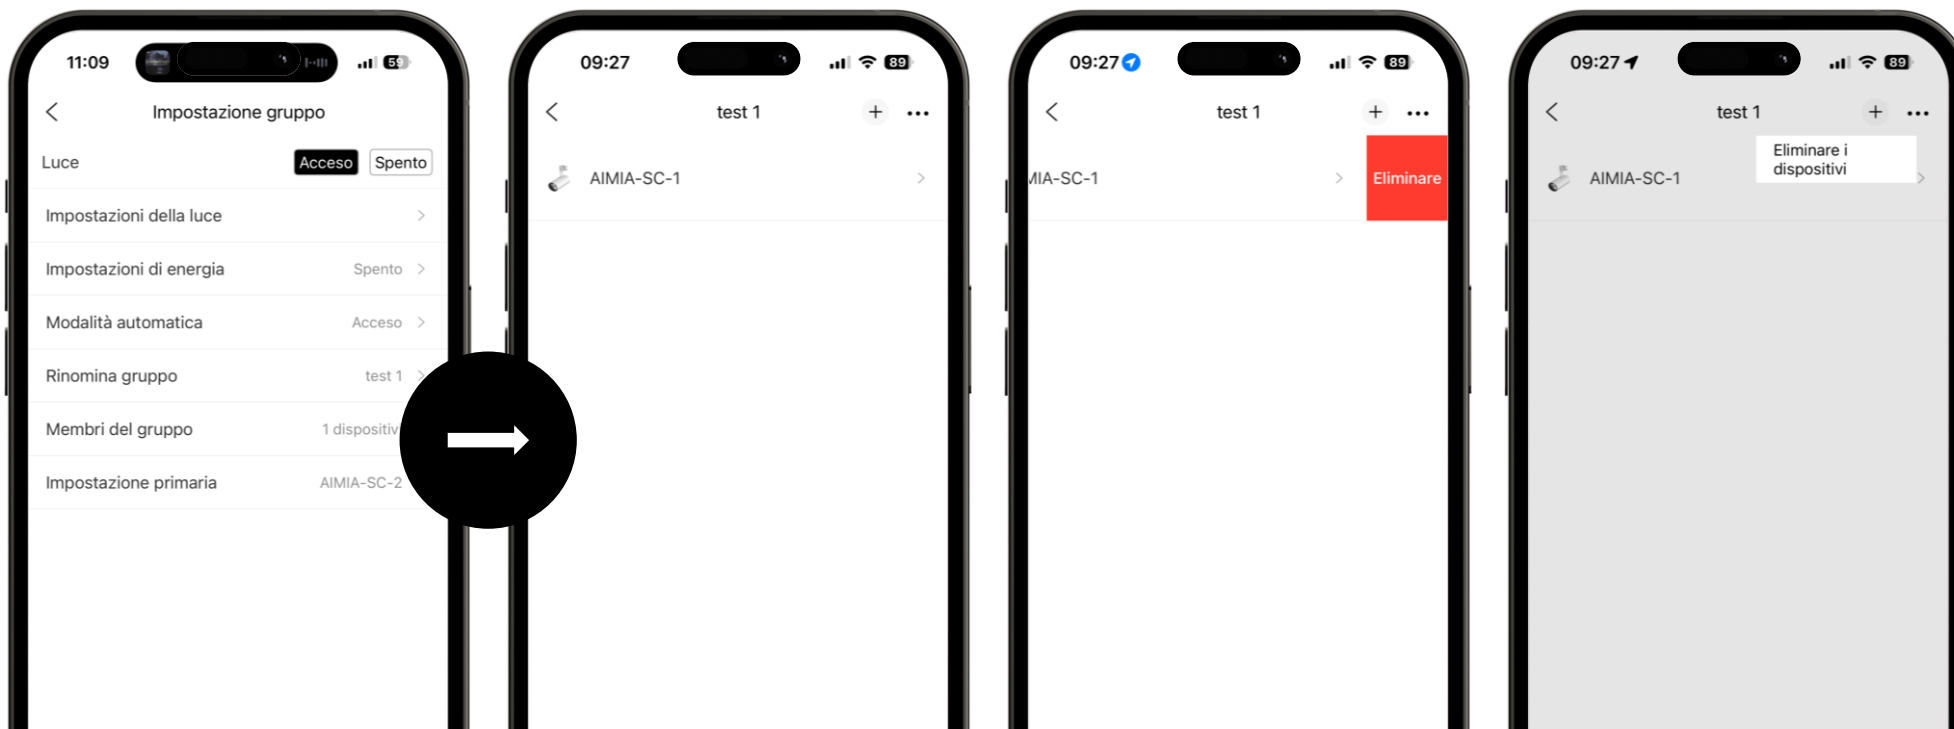 11:09
59
Impostazione gruppo
Luce
Acceso
Spento
Impostazioni della luce
Impostazioni di energia
Spento
Modalità automatica
Acceso
Rinomina gruppo
test 1
Membri del gruppo
1 dispositiv
Impostazione primaria
AIMIA-SC-2
09:27
89
test 1
AIMIA-SC-1
09:27
89
test 1
MIA-SC-1
Eliminare
09:27
89
test 1
Eliminare i
dispositivi
AIMIA-SC-1